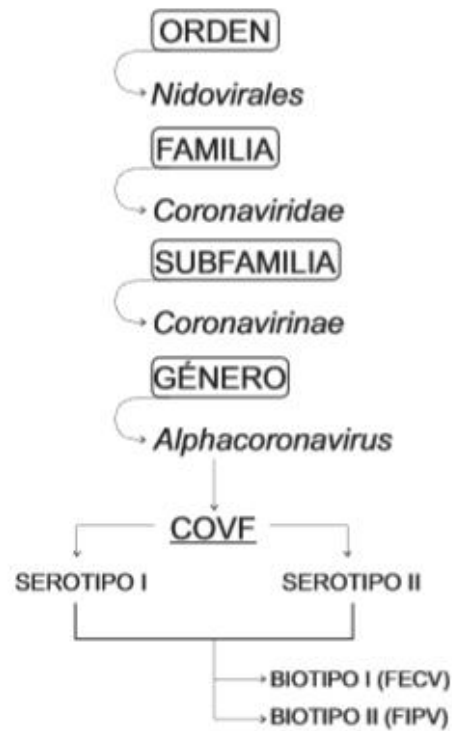 ORDEN
Nidovirales
FAMILIA
Coronaviridae
SUBFAMILIA
Coronavirinae
GÉNERO
Alphacoronavirus
COVF
SEROTIPO I SEROTIPO II
BIOTIPO I (FECV)
BIOTIPO II (FIPV)